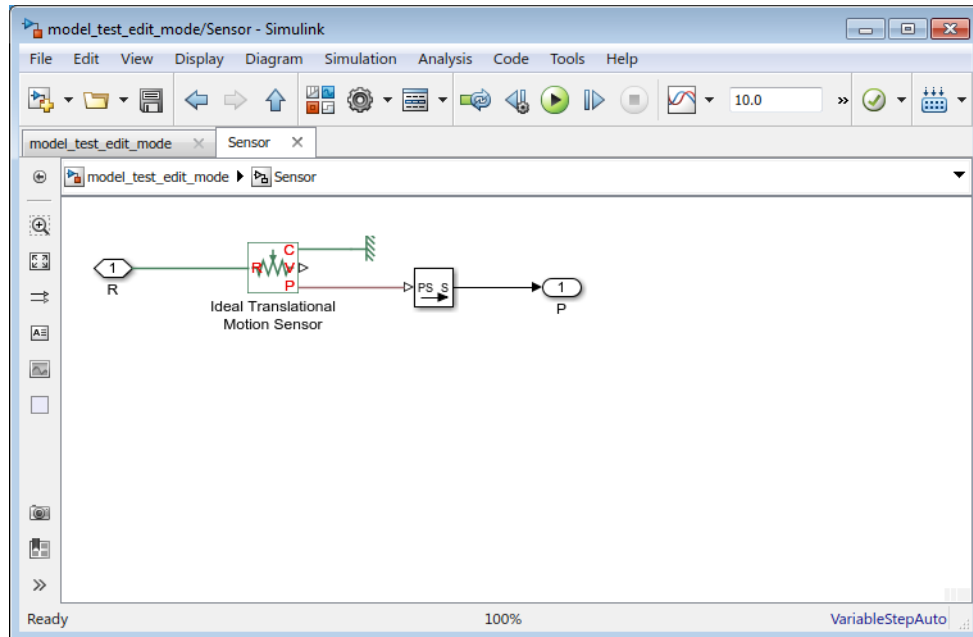 model_test_edit_mode/Sensor - Simulink
File Edit View Display Diagram Simulation Analysis Code Tools Help
10.0 »
model_test_edit_mode Sensor
model_test_edit_mode Sensor
1
R
R
C
V
P
Ideal Translational
Motion Sensor
PS S
1
P
A
»
Ready 100% VariableStepAuto